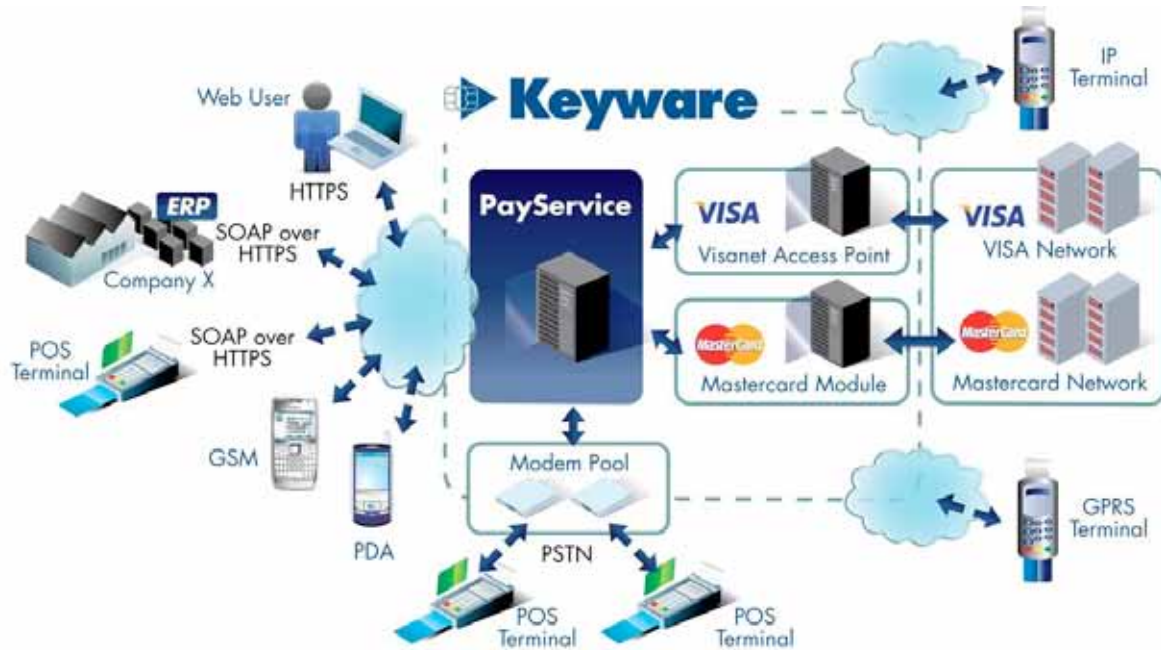 Web User
Keyware
IP
Terminal
HTTPS
ERP
SOAP over
HTTPS
Company X
PayService
VISA
Visanet Access Point
VISA
VISA Network
POS
Terminal
SOAP over
HTTPS
MasterCard
Mastercard Module
MasterCard
Mastercard Network
GSM
PDA
Modem Pool
PSTN
GPRS
Terminal
POS
Terminal
POS
Terminal